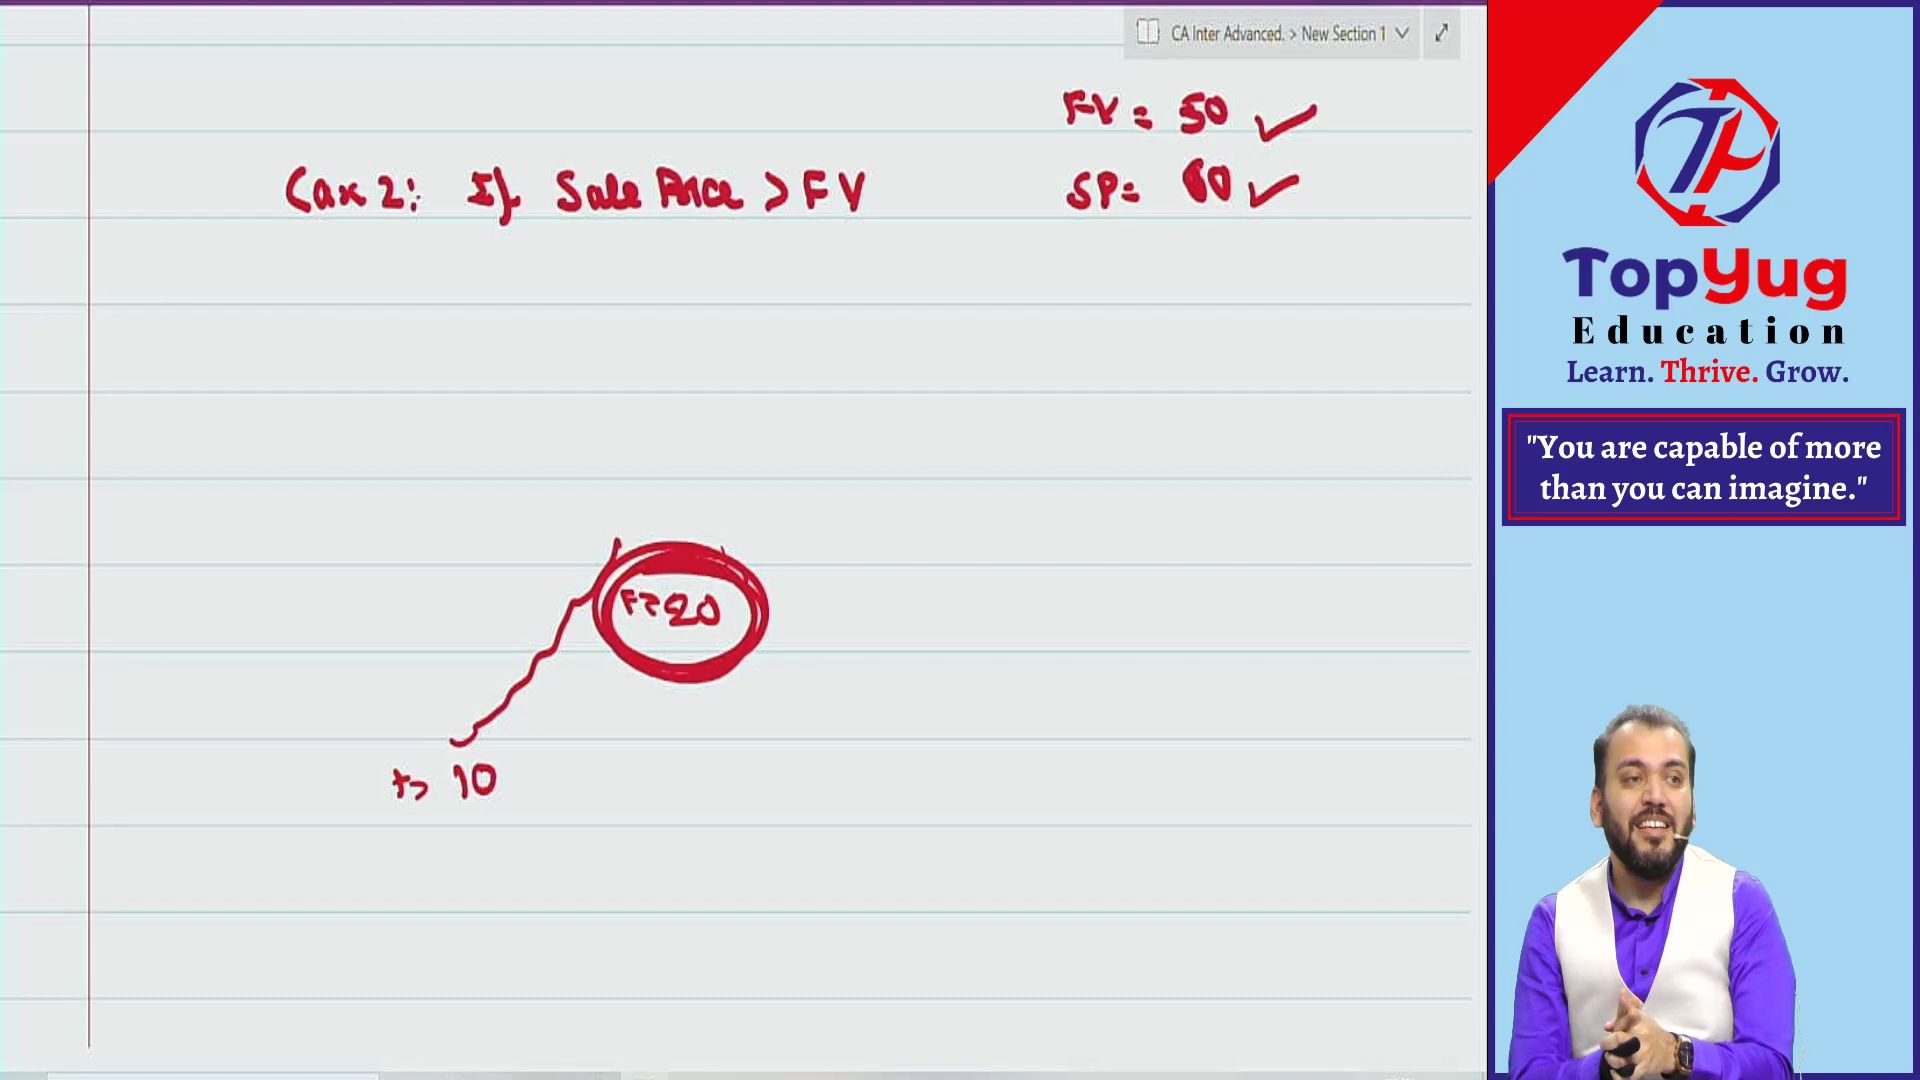 CA Inter Advanced. > New Section 1
FV = 50 ✓
Case 2: If Sale Price > FV
SP = 60 ✓
20
10
TopYug
Education
Learn. Thrive. Grow.
"You are capable of more
than you can imagine."